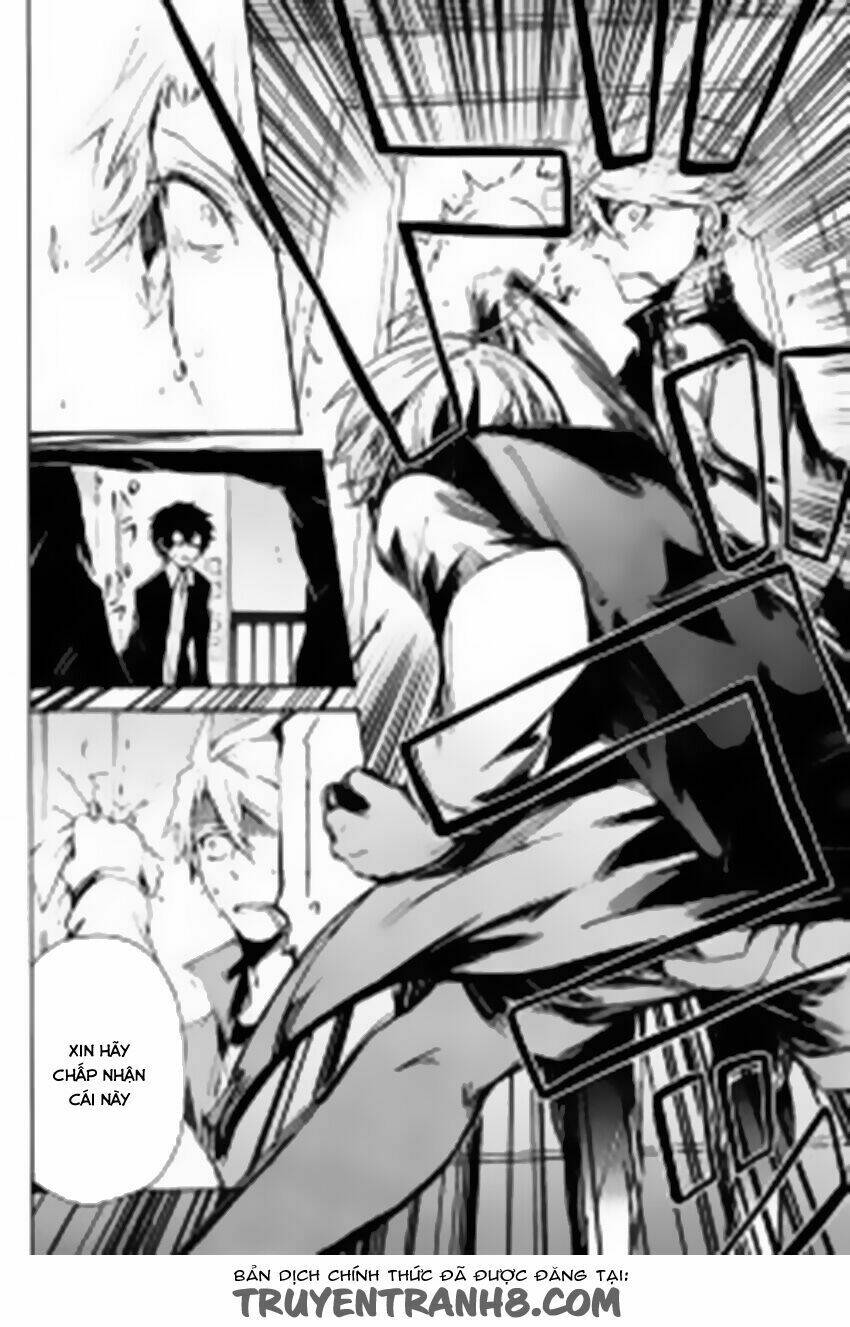 XIN HÃY
CHẤP NHẬN
CÁI NÀY
BẢN DỊCH CHÍNH THỨC ĐÃ ĐƯỢC ĐĂNG TẠI:
TRUYENTRANH8.COM